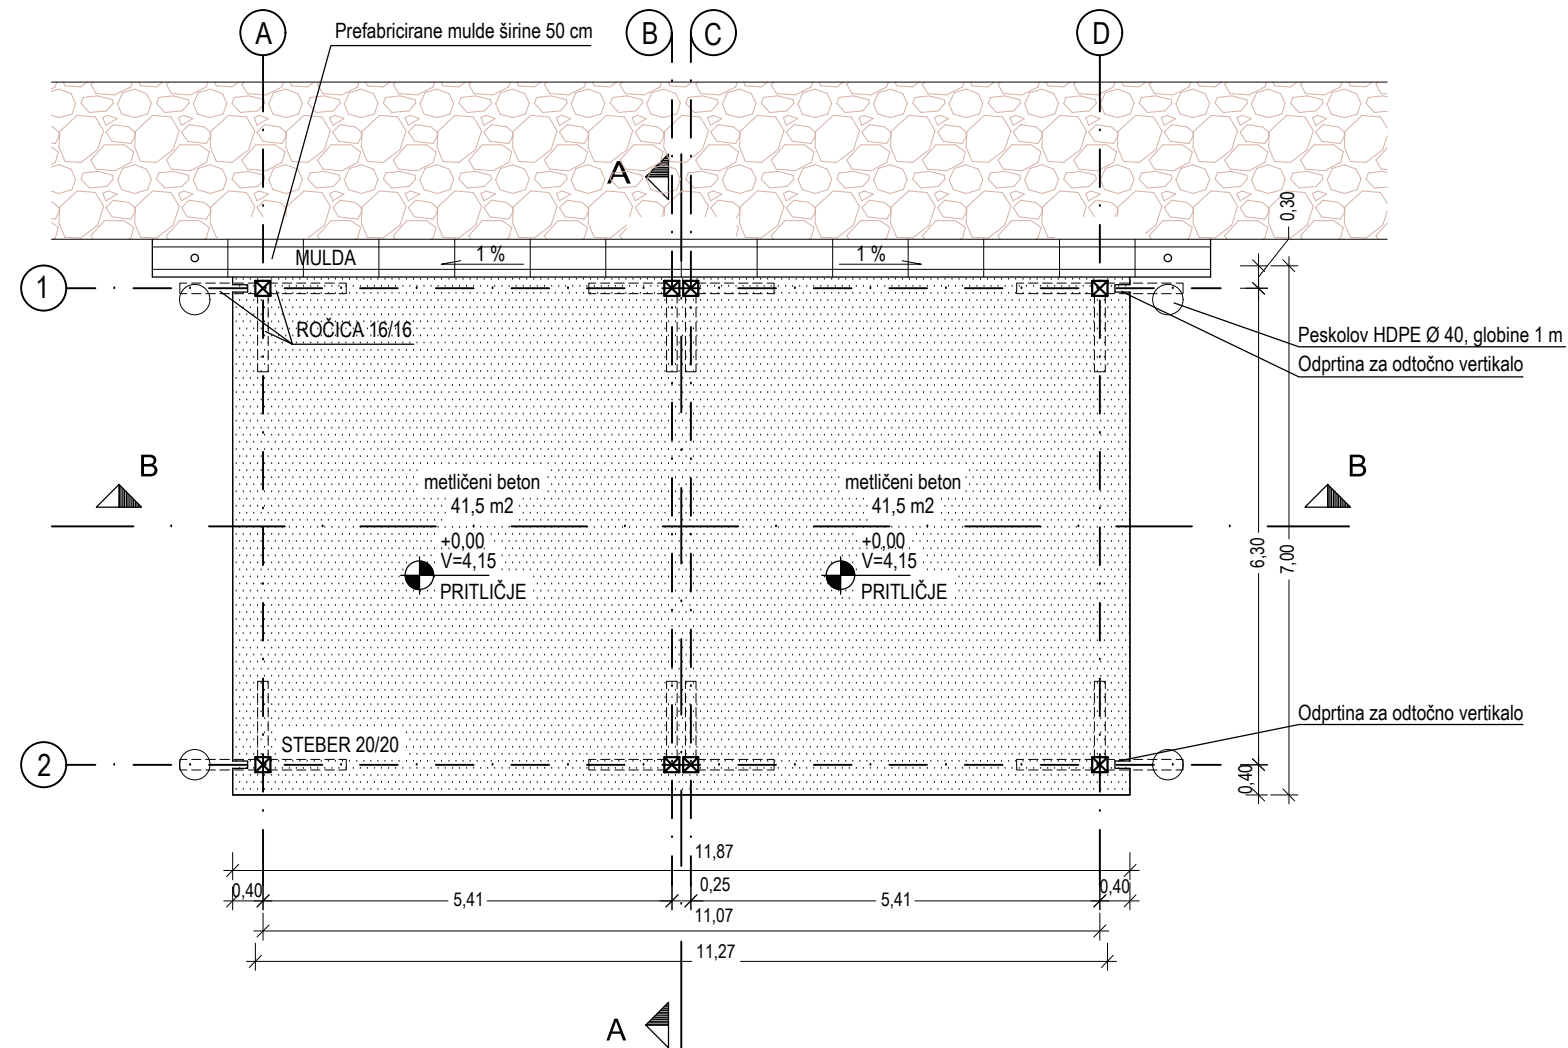 A
Prefabricirane mulde širine 50 cm
B
C
D
A
0,30
MULDA
1 %
1 %
1
ROČICA 16/16
Peskolov HDPE Ø 40, globine 1 m
Odprtina za odtočno vertikalo
B
B
metličeni beton
41,5 m2
metličeni beton
41,5 m2
+0,00
V=4,15
PRITLIČJE
+0,00
V=4,15
PRITLIČJE
6,30
7,00
Odprtina za odtočno vertikalo
STEBER 20/20
2
0,40
11,87
0,40
5,41
0,25
5,41
0,40
11,07
11,27
A